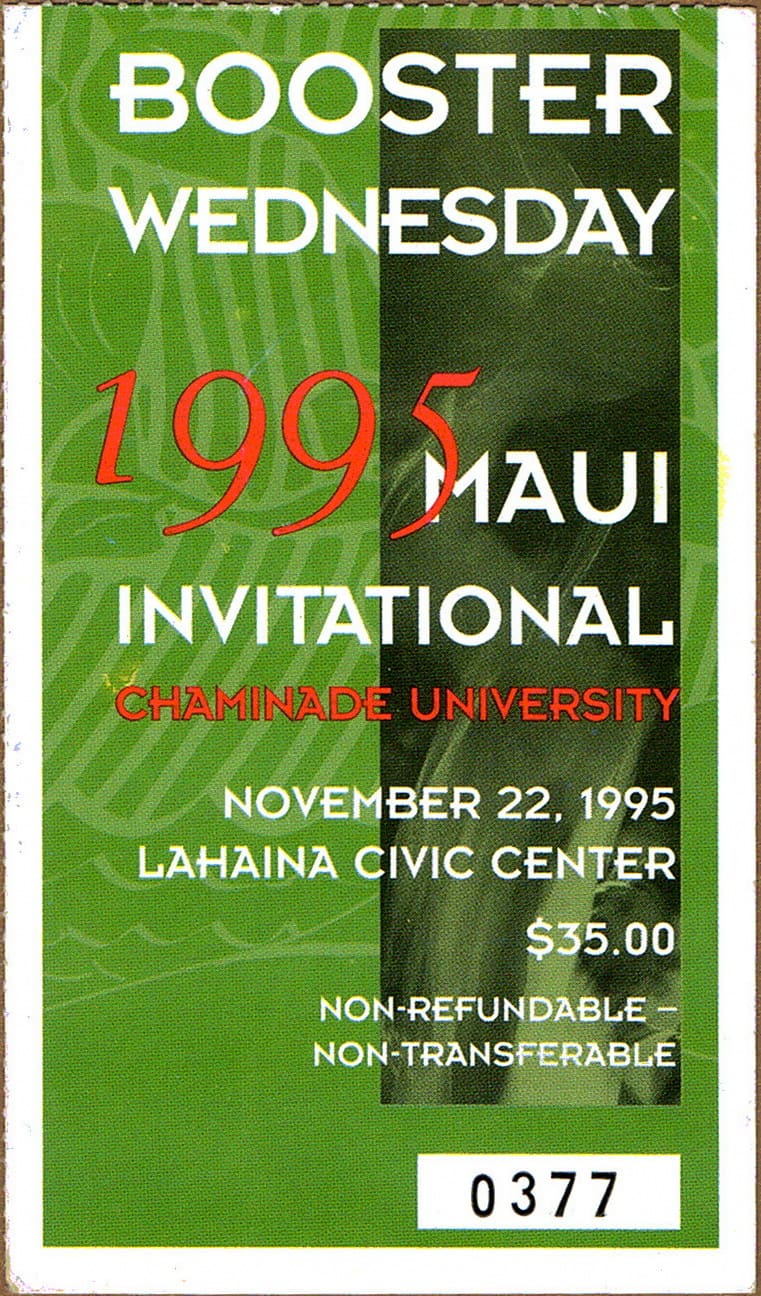 BOOSTER
WEDNESDAY
1995 MAUI
INVITATIONAL
CHAMINADE UNIVERSITY
NOVEMBER 22, 1995
LAHAINA CIVIC CENTER
$35.00
NON-REFUNDABLE –
NON-TRANSFERABLE
0377